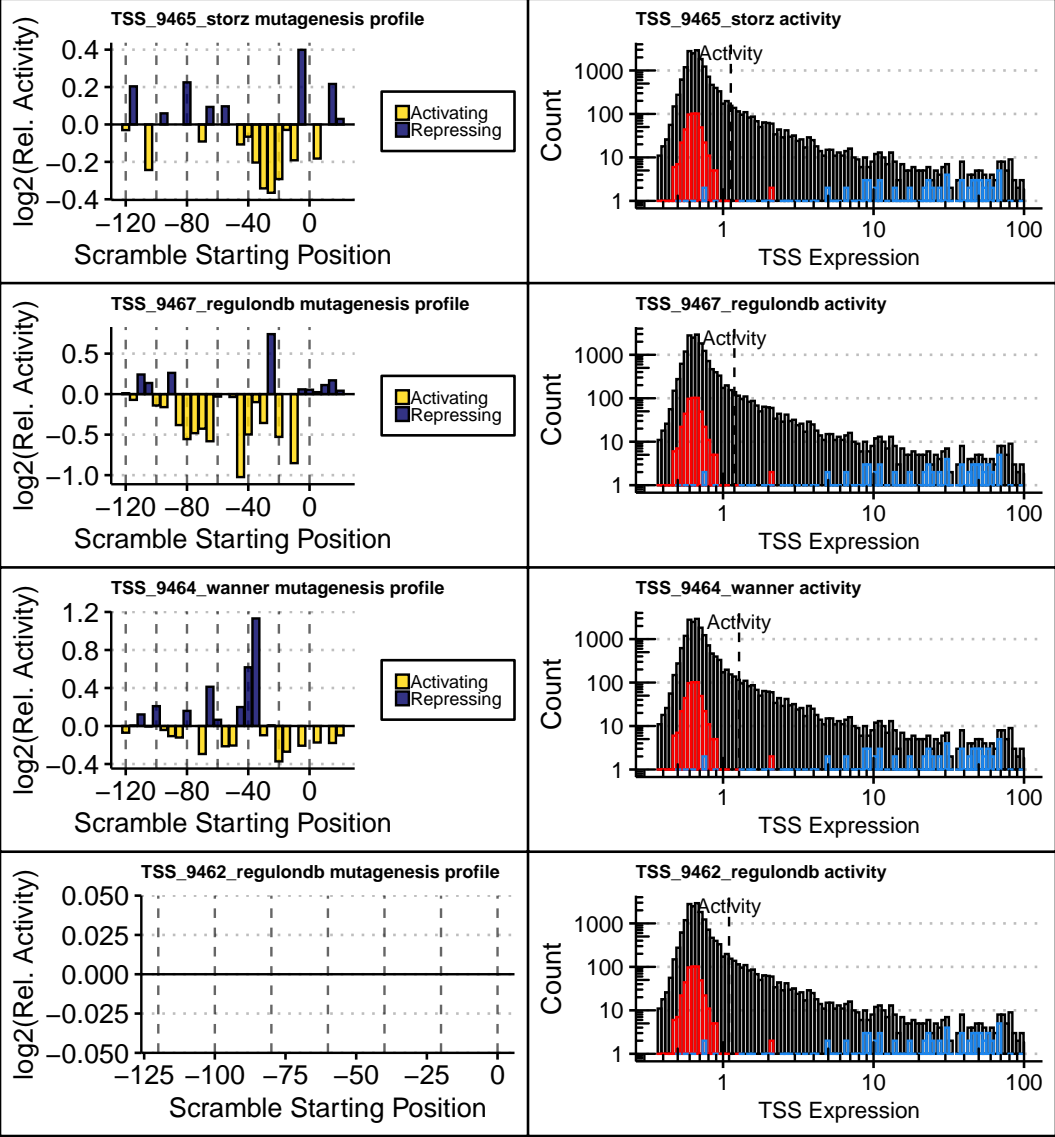 TSS_9465_storz mutagenesis profile
log2(Rel. Activity)
0.4
0.2
0.0
−0.2
−0.4
−120 −80 −40 0
Scramble Starting Position
Activating
Repressing
TSS_9465_storz activity
Activity
Count
1000
100
10
1
1 10 100
TSS Expression
TSS_9467_regulondb mutagenesis profile
log2(Rel. Activity)
0.5
0.0
−0.5
−1.0
−120 −80 −40 0
Scramble Starting Position
Activating
Repressing
TSS_9467_regulondb activity
Activity
Count
1000
100
10
1
1 10 100
TSS Expression
TSS_9464_wanner mutagenesis profile
log2(Rel. Activity)
1.2
0.8
0.4
0.0
−0.4
−120 −80 −40 0
Scramble Starting Position
Activating
Repressing
TSS_9464_wanner activity
Activity
Count
1000
100
10
1
1 10 100
TSS Expression
TSS_9462_regulondb mutagenesis profile
log2(Rel. Activity)
0.050
0.025
0.000
−0.025
−0.050
−125 −100 −75 −50 −25 0
Scramble Starting Position
TSS_9462_regulondb activity
Activity
Count
1000
100
10
1
1 10 100
TSS Expression